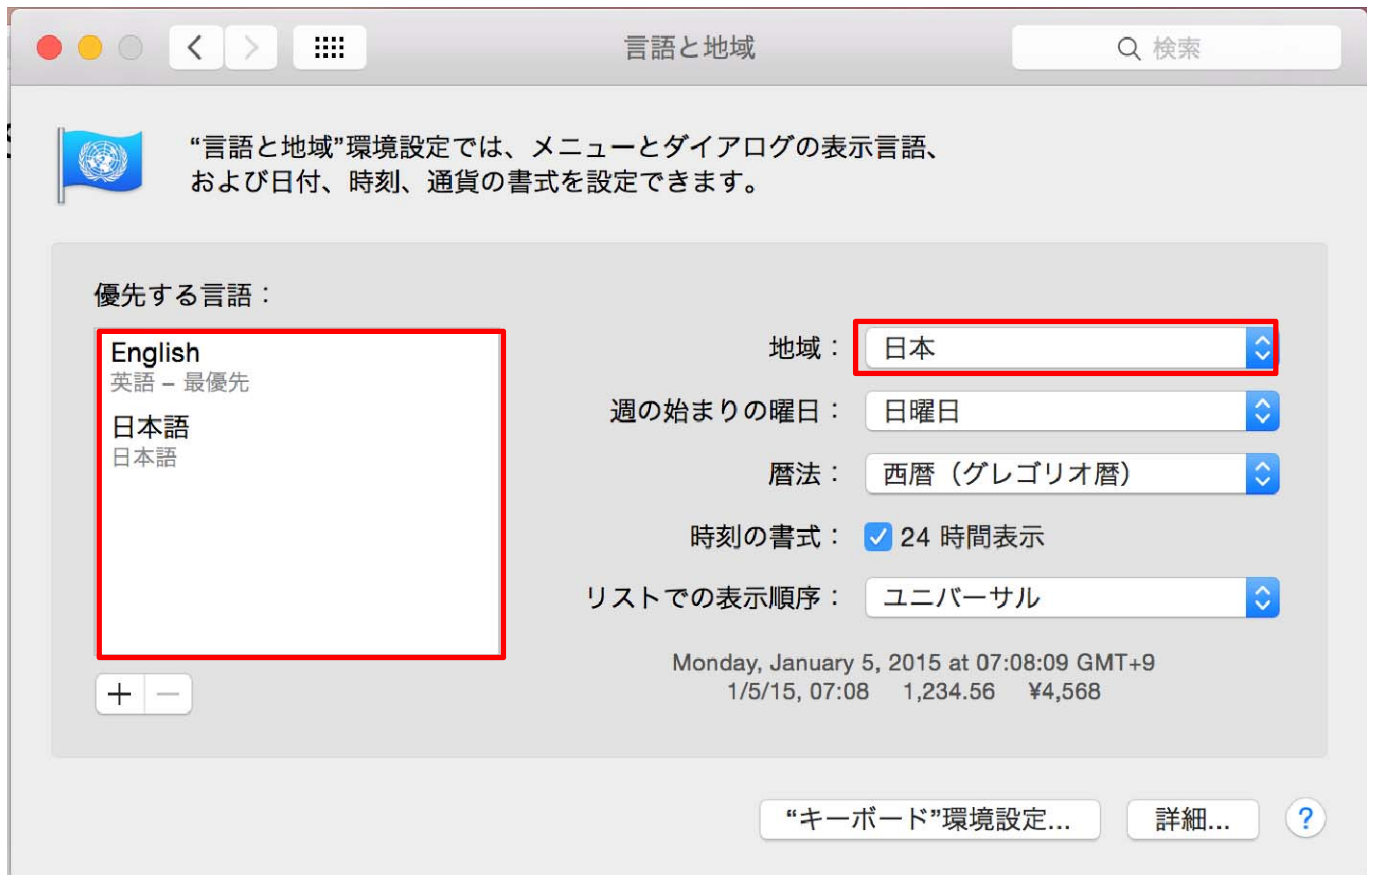 言語と地域
検索
“言語と地域”環境設定では、メニューとダイアログの表示言語、
および日付、時刻、通貨の書式を設定できます。
優先する言語：
English
英語 – 最優先
日本語
日本語
地域： 日本
週の始まりの曜日： 日曜日
暦法： 西暦（グレゴリオ暦）
時刻の書式： 24 時間表示
リストでの表示順序： ユニバーサル
Monday, January 5, 2015 at 07:08:09 GMT+9
1/5/15, 07:08 1,234.56 ¥4,568
“キーボード”環境設定...
詳細...
?